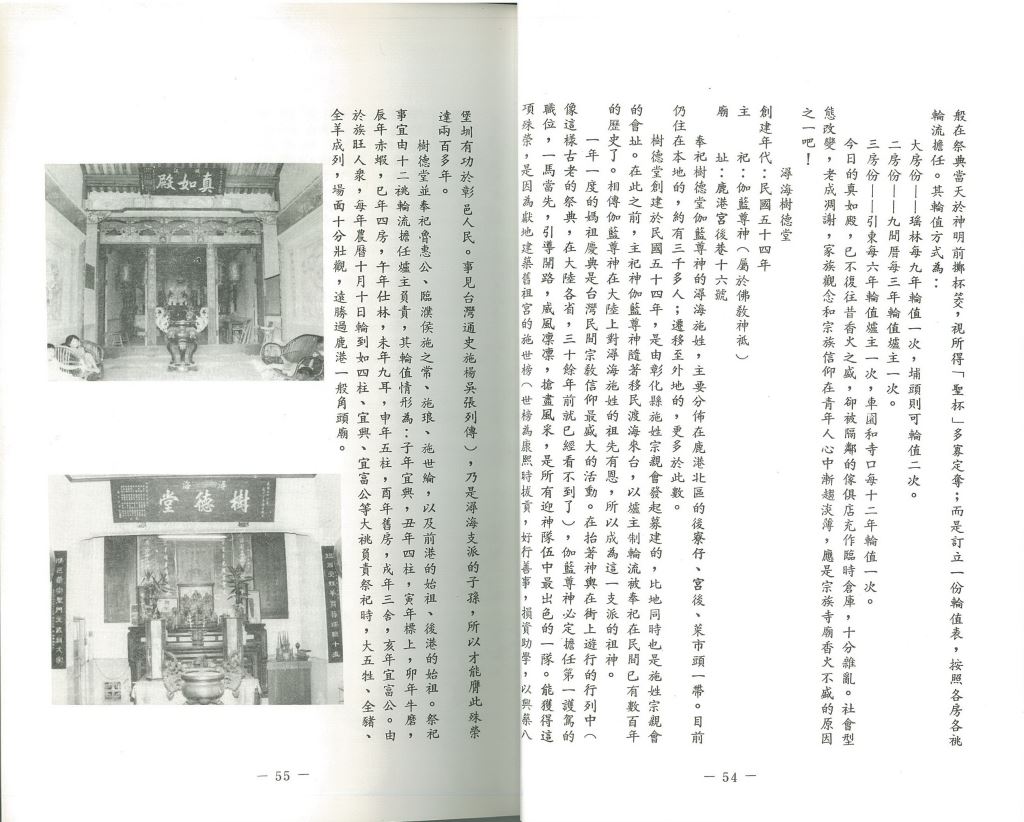 般在祭典當天於神明前擲杯筊，視所得「聖杯」多寡定奪；而是訂立一份輪值表，按照各房各祧
輪流擔任。其輪值方式為：
大房份——瑤林每九年輪值一次，埔頭則可輪值二次。
二房份——九間厝每三年輪值爐主一次。
三房份——引東每六年輪值爐主一次，車圍和寺口每十二年輪值一次。
今日的真如殿，已不復往昔香火之盛，卻被隔鄰的傢俱店充作臨時倉庫，十分雜亂。社會型
態改變，老成凋謝，家族觀念和宗族信仰在青年人心中漸趨淡薄，應是宗族寺廟香火不盛的原因
之一吧！
潯海樹德堂
創建年代：民國五十四年
主　祀：伽藍尊神（屬於佛教神祇）
廟　址：鹿港宮後巷十六號
奉祀樹德堂伽藍尊神的潯海施姓，主要分佈在鹿港北區的後寮仔、宮後、菜市頭一帶。目前
仍住在本地的，約有三千多人；遷移至外地的，更多於此數。
樹德堂創建於民國五十四年，是由彰化縣施姓宗親會發起募建的，比地同時也是施姓宗親會
的會址。在此之前，主祀神伽藍尊神隨著移民渡海來台，以爐主制輪流被奉祀在民間已有數百年
的歷史了。相傳伽藍尊神在大陸上對潯海施姓的祖先有恩，所以成為這一支派的祖神。
一年一度的媽祖慶典是台灣民間宗教信仰最盛大的活動。在抬著神輿在街上遊行的行列中（
像這樣古老的祭典，在大陸各省，三十餘年前就已經看不到了），伽藍尊神必定擔任第一護駕的
職位，一馬當先，引導開路，威風凜凜，搶盡風采，是所有迎神隊伍中最出色的一隊。能獲得這
項殊榮，是因為獻地建築舊祖宮的施世榜（世榜為康熙時拔貢，好行善事，損資助學，以興築八
— 54 —
堡圳有功於彰邑人民。事見台灣通史施楊吳張列傳），乃是潯海支派的子孫，所以才能膺此殊榮
達兩百多年。
樹德堂並奉祀魯惠公、臨濮侯施之常、施琅、施世綸，以及前港的始祖、後港的始祖。祭祀
事宜由十二祧輪流擔任爐主員責，其輪值情形為：子年宜興，丑年四柱，寅年標上，卯年牛磨，
辰年赤蝦，巳年四房，午年仕林，未年九耳，申年五柱，酉年舊房，戌年三舍，亥年宜富公。由
於族旺人衆，每年農曆十月十日輪到如四柱、宜興、宜富公等大祧負責祭祀時，大五牲、全豬、
全羊成列，場面十分壯觀，遠勝過鹿港一般角頭廟。
殿如真
海潯
堂德樹
— 55 —